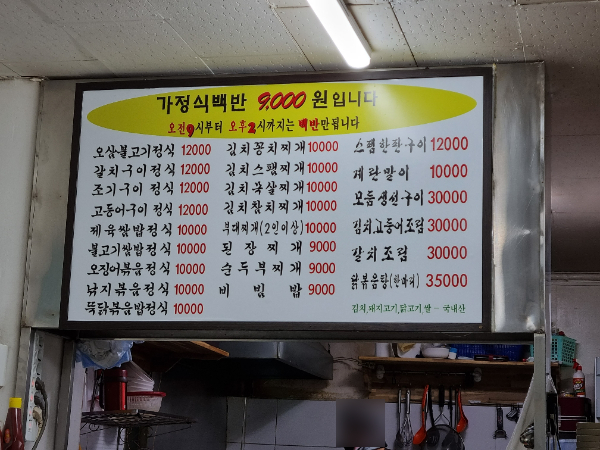 가정식백반 9,000 원입니다
오전9시부터 오후2시까지는 백반만됩니다
오삼불고기정식 12000
갈치구이 정식 12000
조기구이 정식 12000
고등어구이 정식 12000
제육쌈밥정식 10000
불고기쌈밥정식 10000
오징어볶음정식 10000
낚지볶음정식 10000
뚝닭볶음밥정식 10000
김치꽁치찌개 10000
김치스팸찌개 10000
김치목살찌개 10000
김치참치찌개 10000
부대찌개(2인이상) 10000
된장찌개 9000
순두부찌개 9000
비빔밥 9000
스팸한판구이 12000
계란말이 10000
모둠생선구이 30000
김치고등어조림 30000
갈치조림 30000
닭볶음탕(한마리) 35000
김치,돼지고기,닭고기,쌀 - 국내산